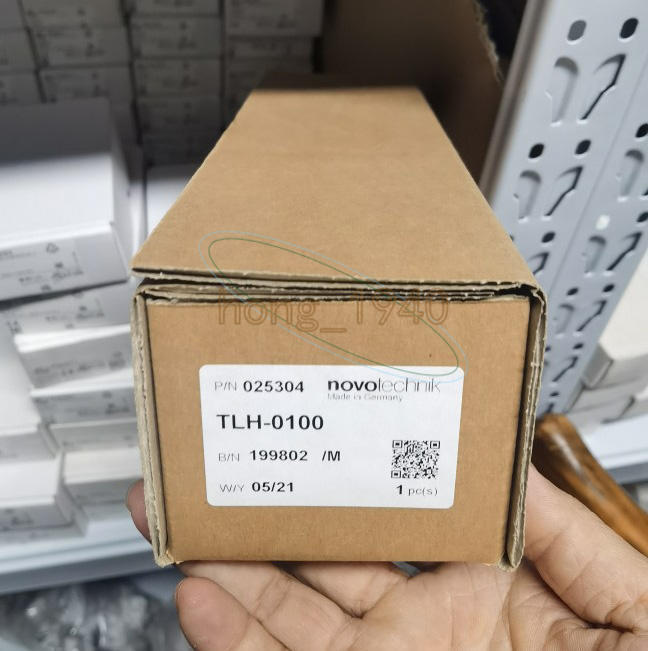 hong_1940
P/N 025304 novotechnik
Made in Germany
TLH-0100
B/N 199802 /M
W/Y 05/21
1 pc(s)